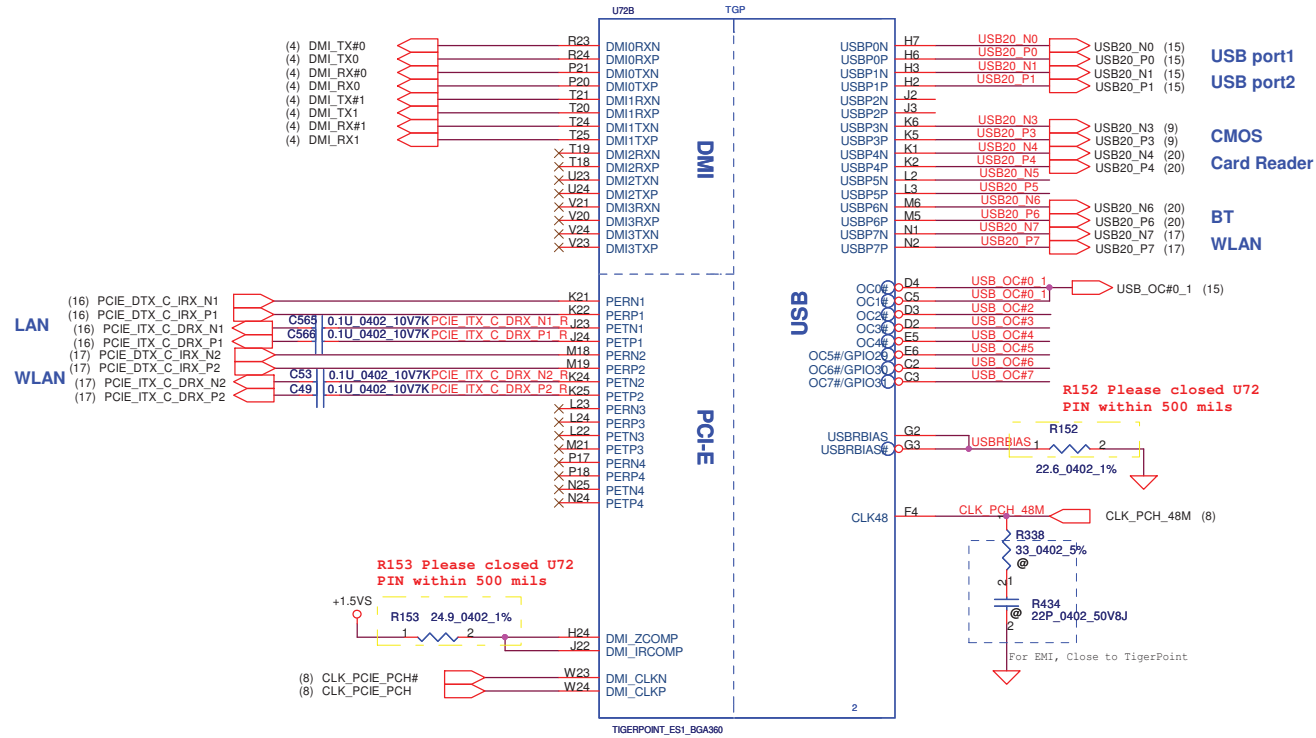 U72B
TGP
(4) DMI_TX#0
(4) DMI_TX0
(4) DMI_RX#0
(4) DMI_RX0
(4) DMI_TX#1
(4) DMI_TX1
(4) DMI_RX#1
(4) DMI_RX1
R23 DMI0RXN
R24 DMI0RXP
P21 DMI0TXN
P20 DMI0TXP
T21 DMI1RXN
T20 DMI1RXP
T24 DMI1TXN
T25 DMI1TXP
T19 DMI2RXN
T18 DMI2RXP
U23 DMI2TXN
U24 DMI2TXP
V21 DMI3RXN
V20 DMI3RXP
V24 DMI3TXN
V23 DMI3TXP
DMI
USBP0N H7 USB20_N0 USB20_N0 (15)
USBP0P H6 USB20_P0 USB20_P0 (15)
USB port1
USBP1N H3 USB20_N1 USB20_N1 (15)
USBP1P H2 USB20_P1 USB20_P1 (15)
USB port2
USBP2N J2
USBP2P J3
USBP3N K6 USB20_N3 USB20_N3 (9)
USBP3P K5 USB20_P3 USB20_P3 (9)
CMOS
USBP4N K1 USB20_N4 USB20_N4 (20)
USBP4P K2 USB20_P4 USB20_P4 (20)
Card Reader
USBP5N L2 USB20_N5
USBP5P L3 USB20_P5
USBP6N M6 USB20_N6 USB20_N6 (20)
USBP6P M5 USB20_P6 USB20_P6 (20)
BT
USBP7N N1 USB20_N7 USB20_N7 (17)
USBP7P N2 USB20_P7 USB20_P7 (17)
WLAN
USB
OC0# D4 USB_OC#0_1 USB_OC#0_1 (15)
OC1# C5 USB_OC#0_1
OC2# D3 USB_OC#2
OC3# D2 USB_OC#3
OC4# E5 USB_OC#4
OC5#/GPIO29 E6 USB_OC#5
OC6#/GPIO30 C2 USB_OC#6
OC7#/GPIO31 C3 USB_OC#7
LAN
WLAN
(16) PCIE_DTX_C_IRX_N1 K21 PERN1
(16) PCIE_DTX_C_IRX_P1 K22 PERP1
(16) PCIE_ITX_C_DRX_N1 C565 0.1U_0402_10V7K PCIE_ITX_C_DRX_N1_R J23 PETN1
(16) PCIE_ITX_C_DRX_P1 C566 0.1U_0402_10V7K PCIE_ITX_C_DRX_P1_R J24 PETP1
(17) PCIE_DTX_C_IRX_N2 M18 PERN2
(17) PCIE_DTX_C_IRX_P2 M19 PERP2
(17) PCIE_ITX_C_DRX_N2 C53 0.1U_0402_10V7K PCIE_ITX_C_DRX_N2_R K24 PETN2
(17) PCIE_ITX_C_DRX_P2 C49 0.1U_0402_10V7K PCIE_ITX_C_DRX_P2_R K25 PETP2
L23 PERN3
L24 PERP3
L22 PETN3
M21 PETP3
P17 PERN4
P18 PERP4
N25 PETN4
N24 PETP4
PCI-E
R152 Please closed U72
PIN within 500 mils
R152
USBRBIAS G2
USBRBIAS# G3 USBRBIAS 1 2
22.6_0402_1%
CLK48 F4 CLK_PCH_48M CLK_PCH_48M (8)
1
R338
33_0402_5%
@
2
1
R434
@
22P_0402_50V8J
2
For EMI, Close to TigerPoint
R153 Please closed U72
PIN within 500 mils
+1.5VS
R153 24.9_0402_1%
1 2
H24 DMI_ZCOMP
J22 DMI_IRCOMP
(8) CLK_PCIE_PCH# W23 DMI_CLKN
(8) CLK_PCIE_PCH W24 DMI_CLKP
2
TIGERPOINT_ES1_BGA360